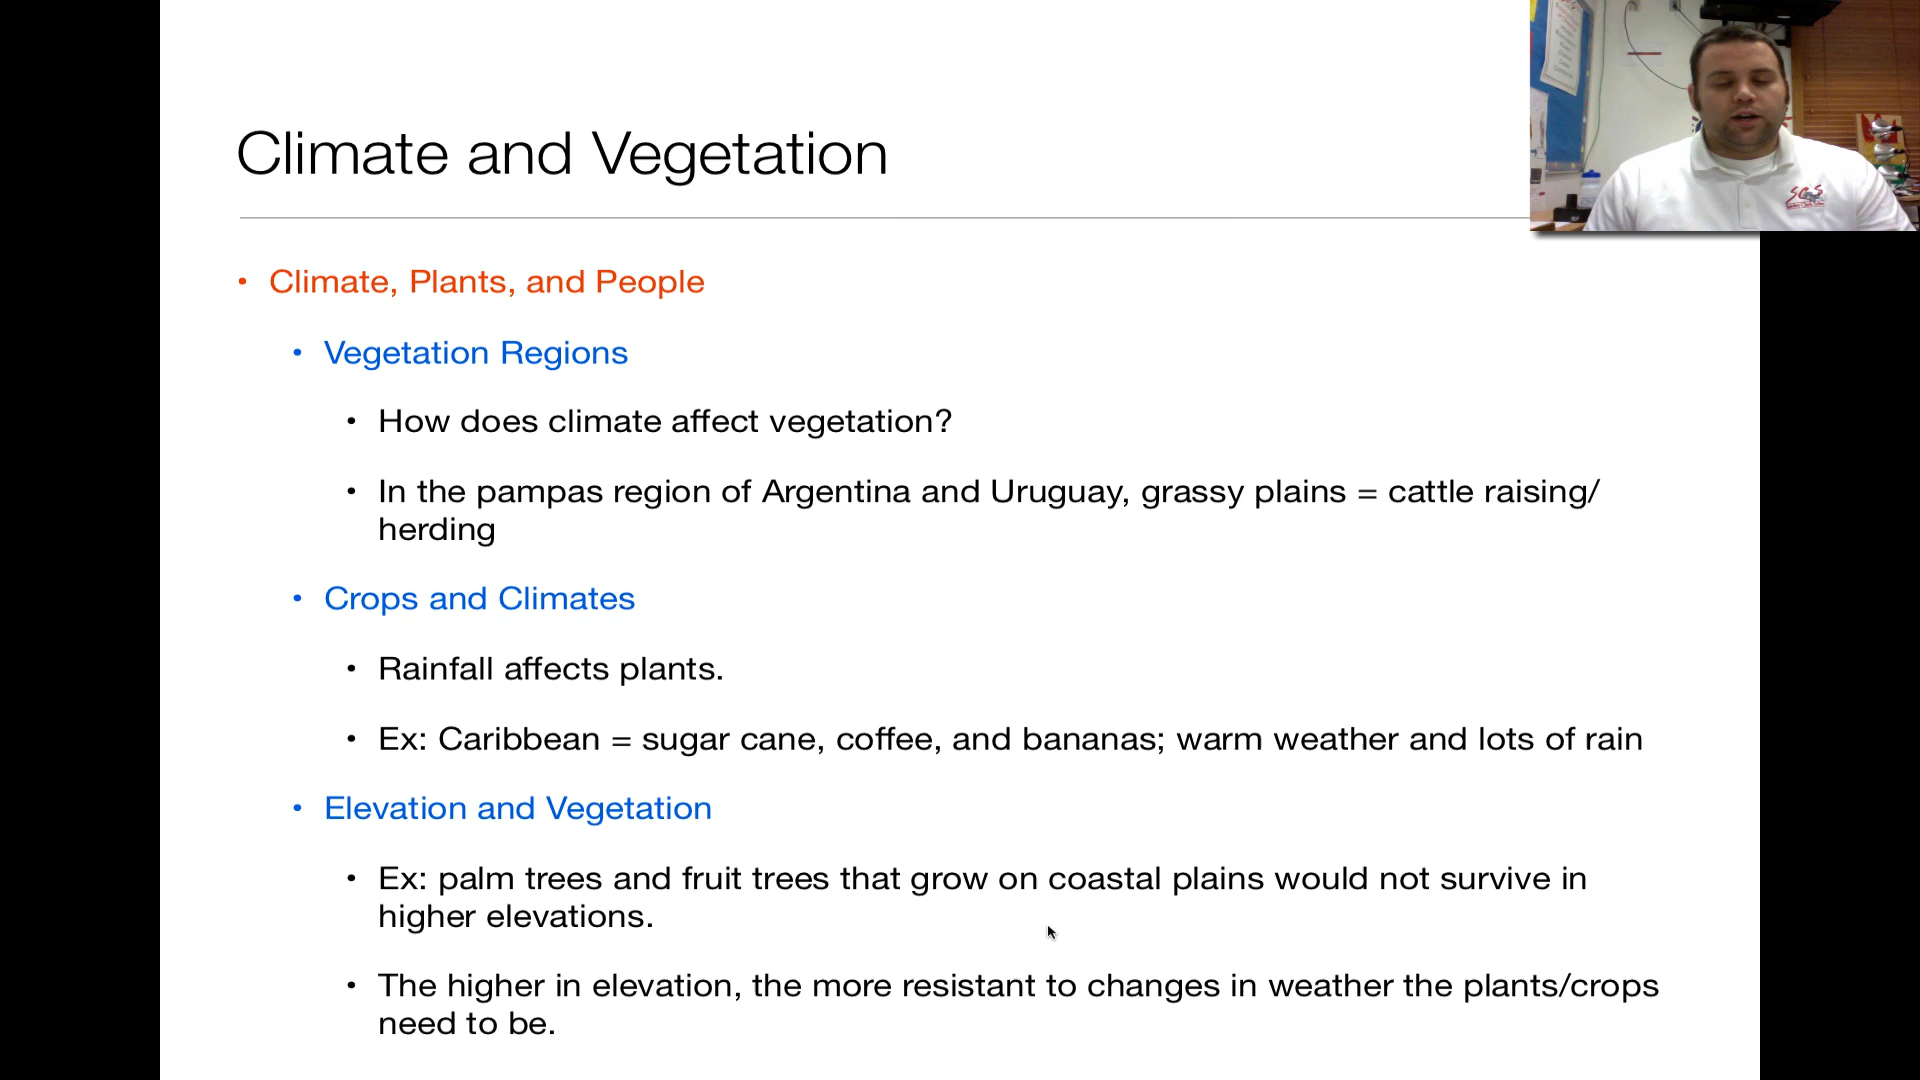 Climate and Vegetation
• Climate, Plants, and People
• Vegetation Regions
• How does climate affect vegetation?
• In the pampas region of Argentina and Uruguay, grassy plains = cattle raising/
herding
• Crops and Climates
• Rainfall affects plants.
• Ex: Caribbean = sugar cane, coffee, and bananas; warm weather and lots of rain
• Elevation and Vegetation
• Ex: palm trees and fruit trees that grow on coastal plains would not survive in
higher elevations.
• The higher in elevation, the more resistant to changes in weather the plants/crops
need to be.
SCS